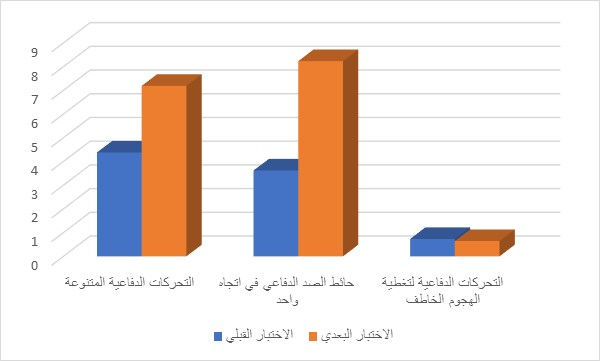 9
8
7
6
5
4
3
2
1
0
التحركات الدفاعية المتنوعة
حائط الصد الدفاعي في اتجاه
واحد
التحركات الدفاعية لتغطية
الهجوم الخاطف
الاختبار القبلي
الاختبار البعدي